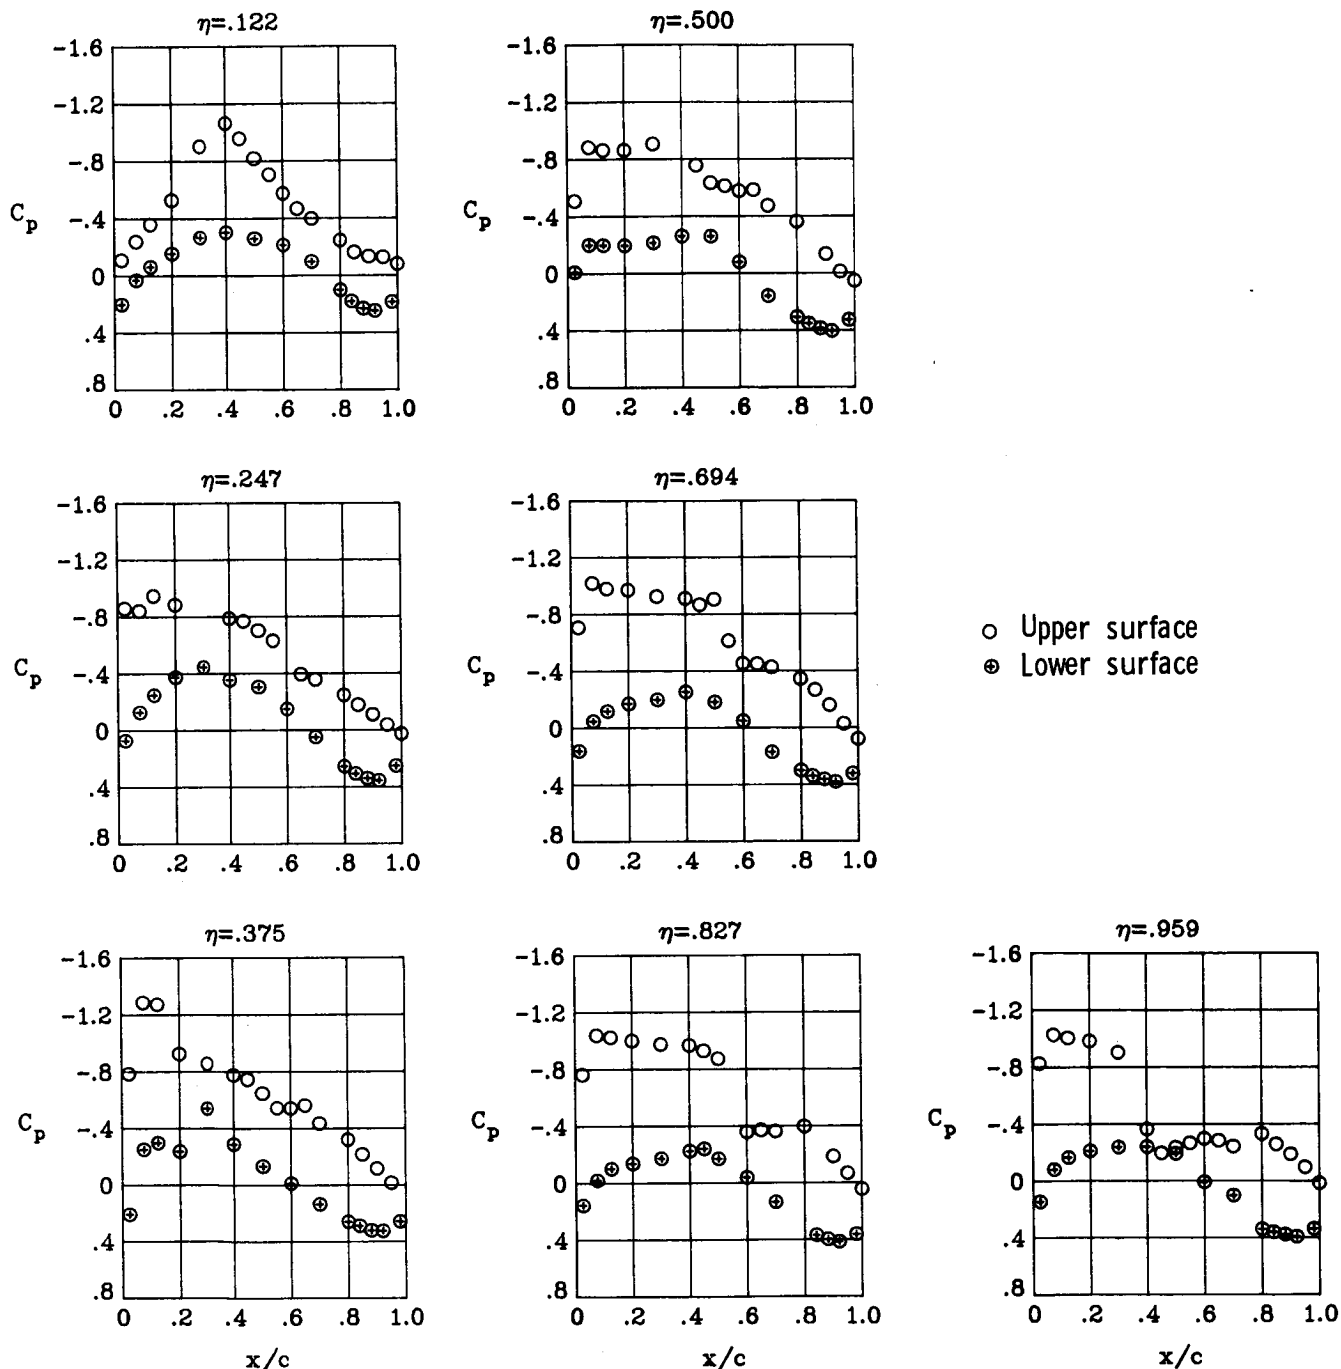 η=.122
-1.6
-1.2
-.8
-.4
0
.4
.8
C_p
0 .2 .4 .6 .8 1.0
η=.500
-1.6
-1.2
-.8
-.4
0
.4
.8
C_p
0 .2 .4 .6 .8 1.0
η=.247
-1.6
-1.2
-.8
-.4
0
.4
.8
C_p
0 .2 .4 .6 .8 1.0
η=.694
-1.6
-1.2
-.8
-.4
0
.4
.8
C_p
0 .2 .4 .6 .8 1.0
Upper surface
Lower surface
η=.375
-1.6
-1.2
-.8
-.4
0
.4
.8
C_p
0 .2 .4 .6 .8 1.0
x/c
η=.827
-1.6
-1.2
-.8
-.4
0
.4
.8
C_p
0 .2 .4 .6 .8 1.0
x/c
η=.959
-1.6
-1.2
-.8
-.4
0
.4
.8
C_p
0 .2 .4 .6 .8 1.0
x/c